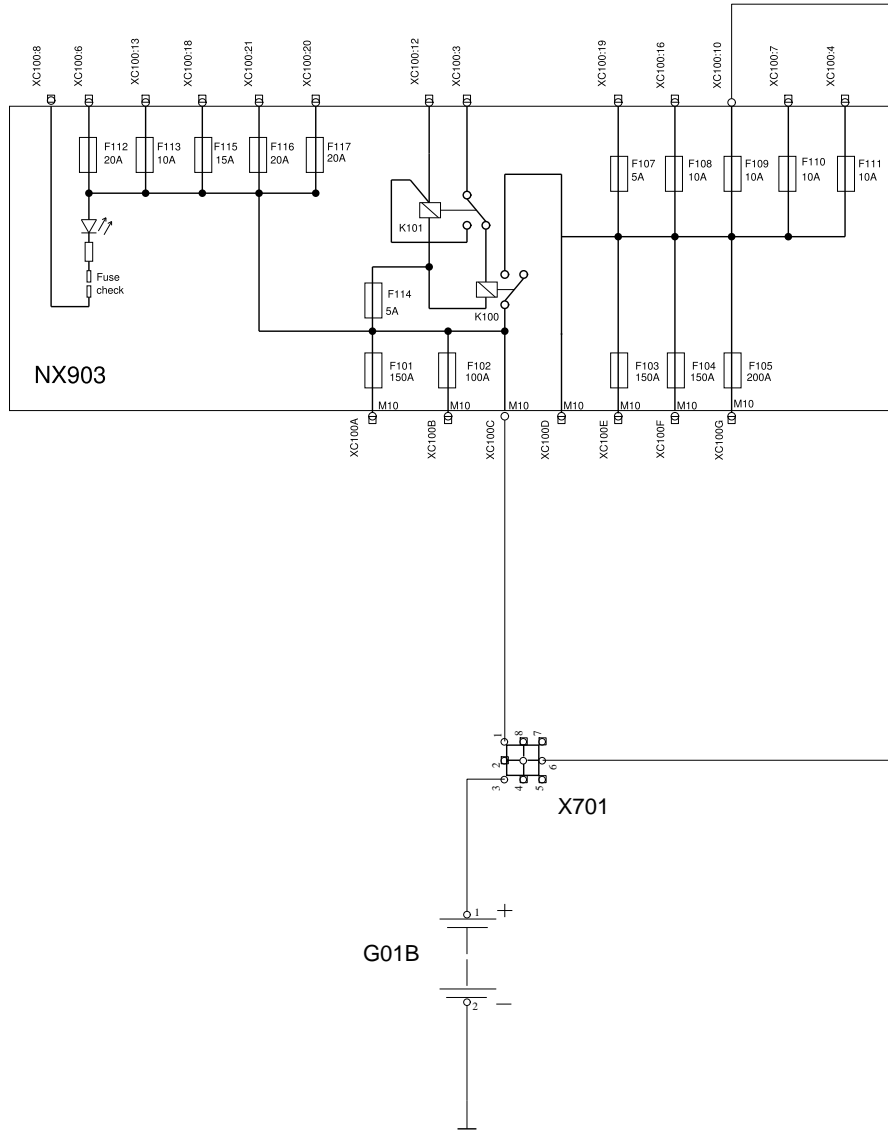 XC100:8
XC100:6
XC100:13
XC100:18
XC100:21
XC100:20
XC100:12
XC100:3
XC100:19
XC100:16
XC100:10
XC100:7
XC100:4
F112
20A
F113
10A
F115
15A
F116
20A
F117
20A
F107
5A
F108
10A
F109
10A
F110
10A
F111
10A
K101
Fuse
check
F114
5A
K100
NX903
F101
150A
F102
100A
F103
150A
F104
150A
F105
200A
M10
M10
M10
M10
M10
M10
M10
XC100A
XC100B
XC100C
XC100D
XC100E
XC100F
XC100G
1
8
7
2
6
3
4
5
X701
1
+
G01B
2
−